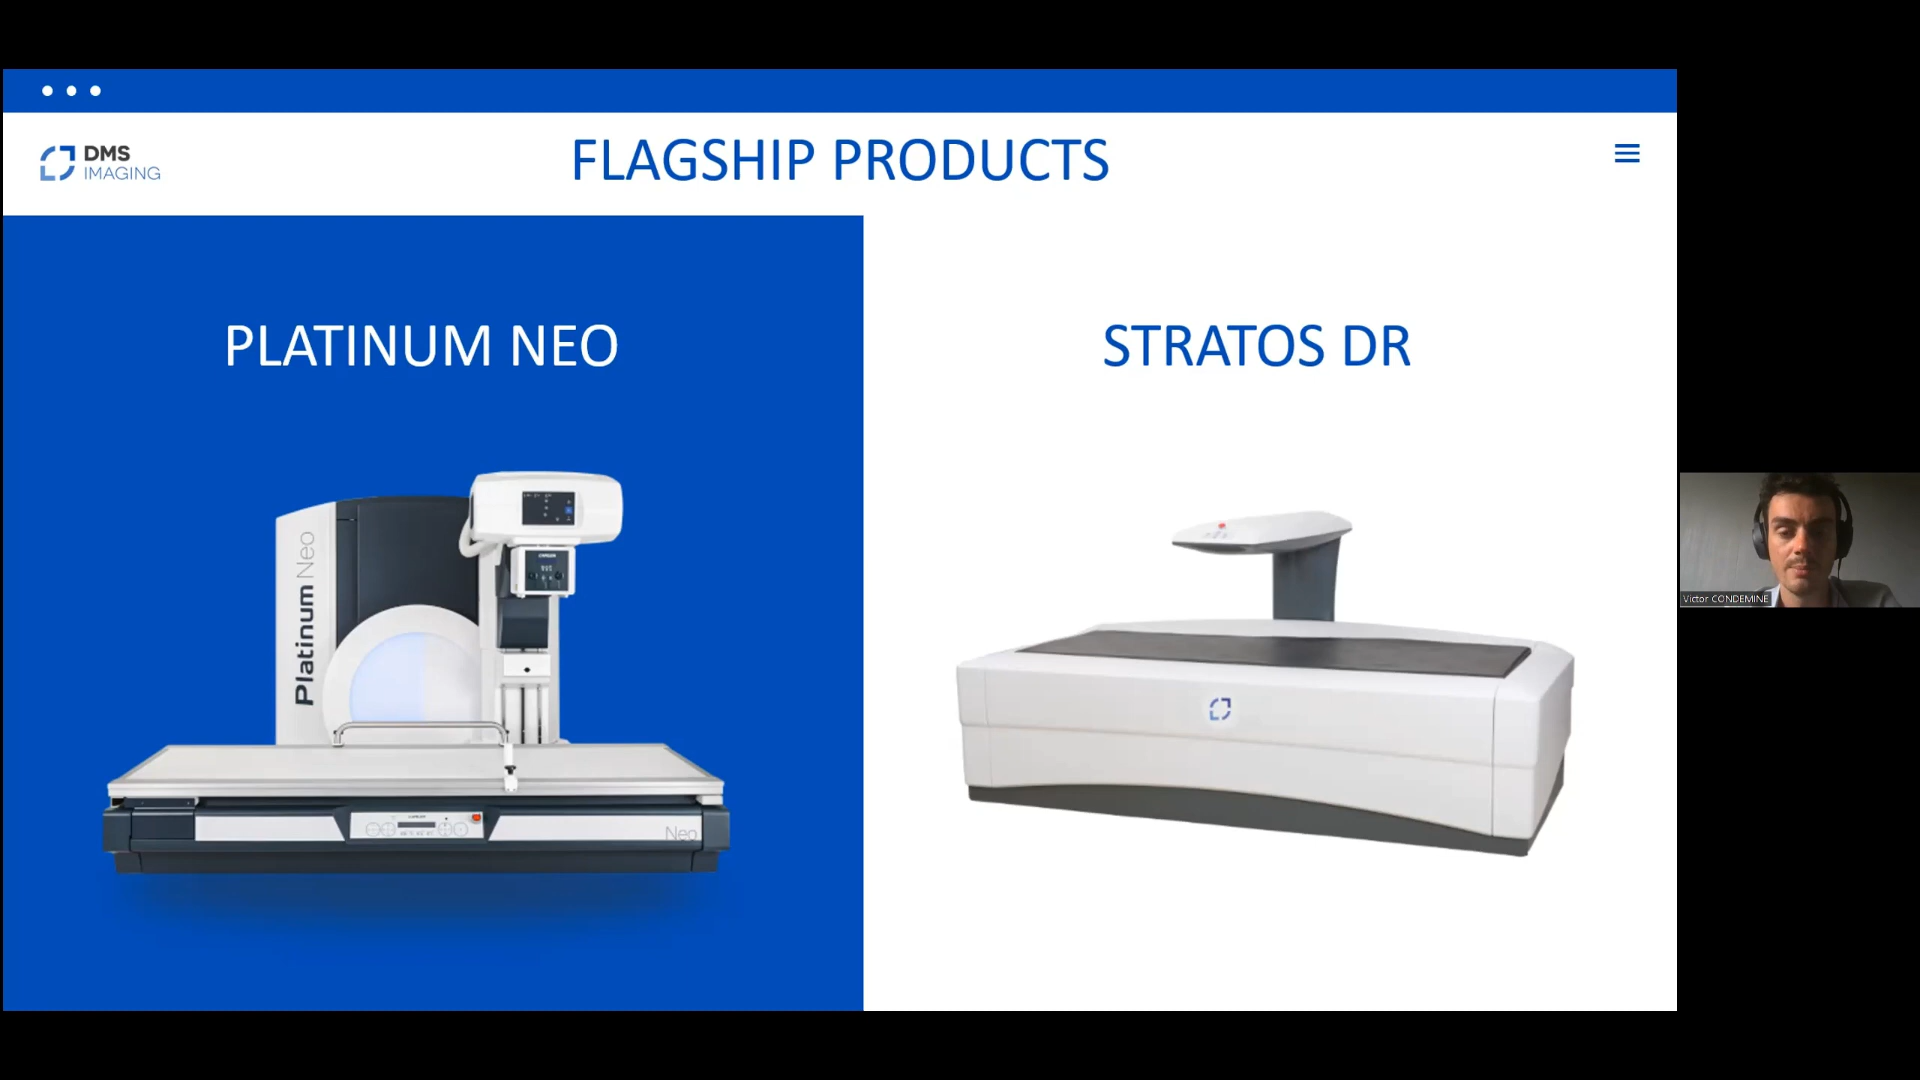 DMS
IMAGING
FLAGSHIP PRODUCTS
PLATINUM NEO
STRATOS DR
Platinum Neo
Neo
Victor CONDEMINE